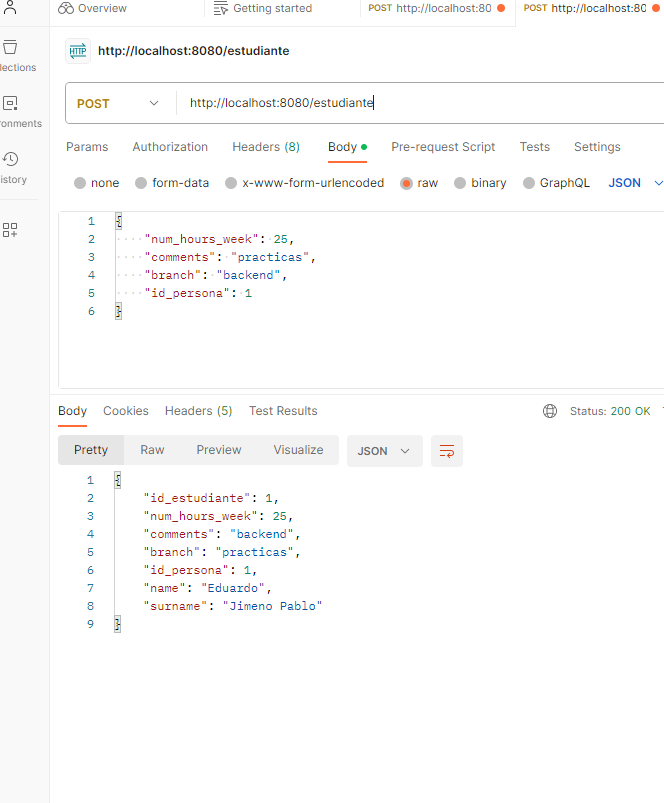 Overview
Getting started
POST http://localhost:80
POST http://localhost:80
HTTP http://localhost:8080/estudiante
lections
POST
http://localhost:8080/estudiante
ronments
Params
Authorization
Headers (8)
Body
Pre-request Script
Tests
Settings
istory
none
form-data
x-www-form-urlencoded
raw
binary
GraphQL
JSON
1 {
2 "num_hours_week": 25,
3 "comments": "practicas",
4 "branch": "backend",
5 "id_persona": 1
6 }
Body
Cookies
Headers (5)
Test Results
Status: 200 OK
Pretty
Raw
Preview
Visualize
JSON
1 {
2 "id_estudiante": 1,
3 "num_hours_week": 25,
4 "comments": "backend",
5 "branch": "practicas",
6 "id_persona": 1,
7 "name": "Eduardo",
8 "surname": "Jimeno Pablo"
9 }